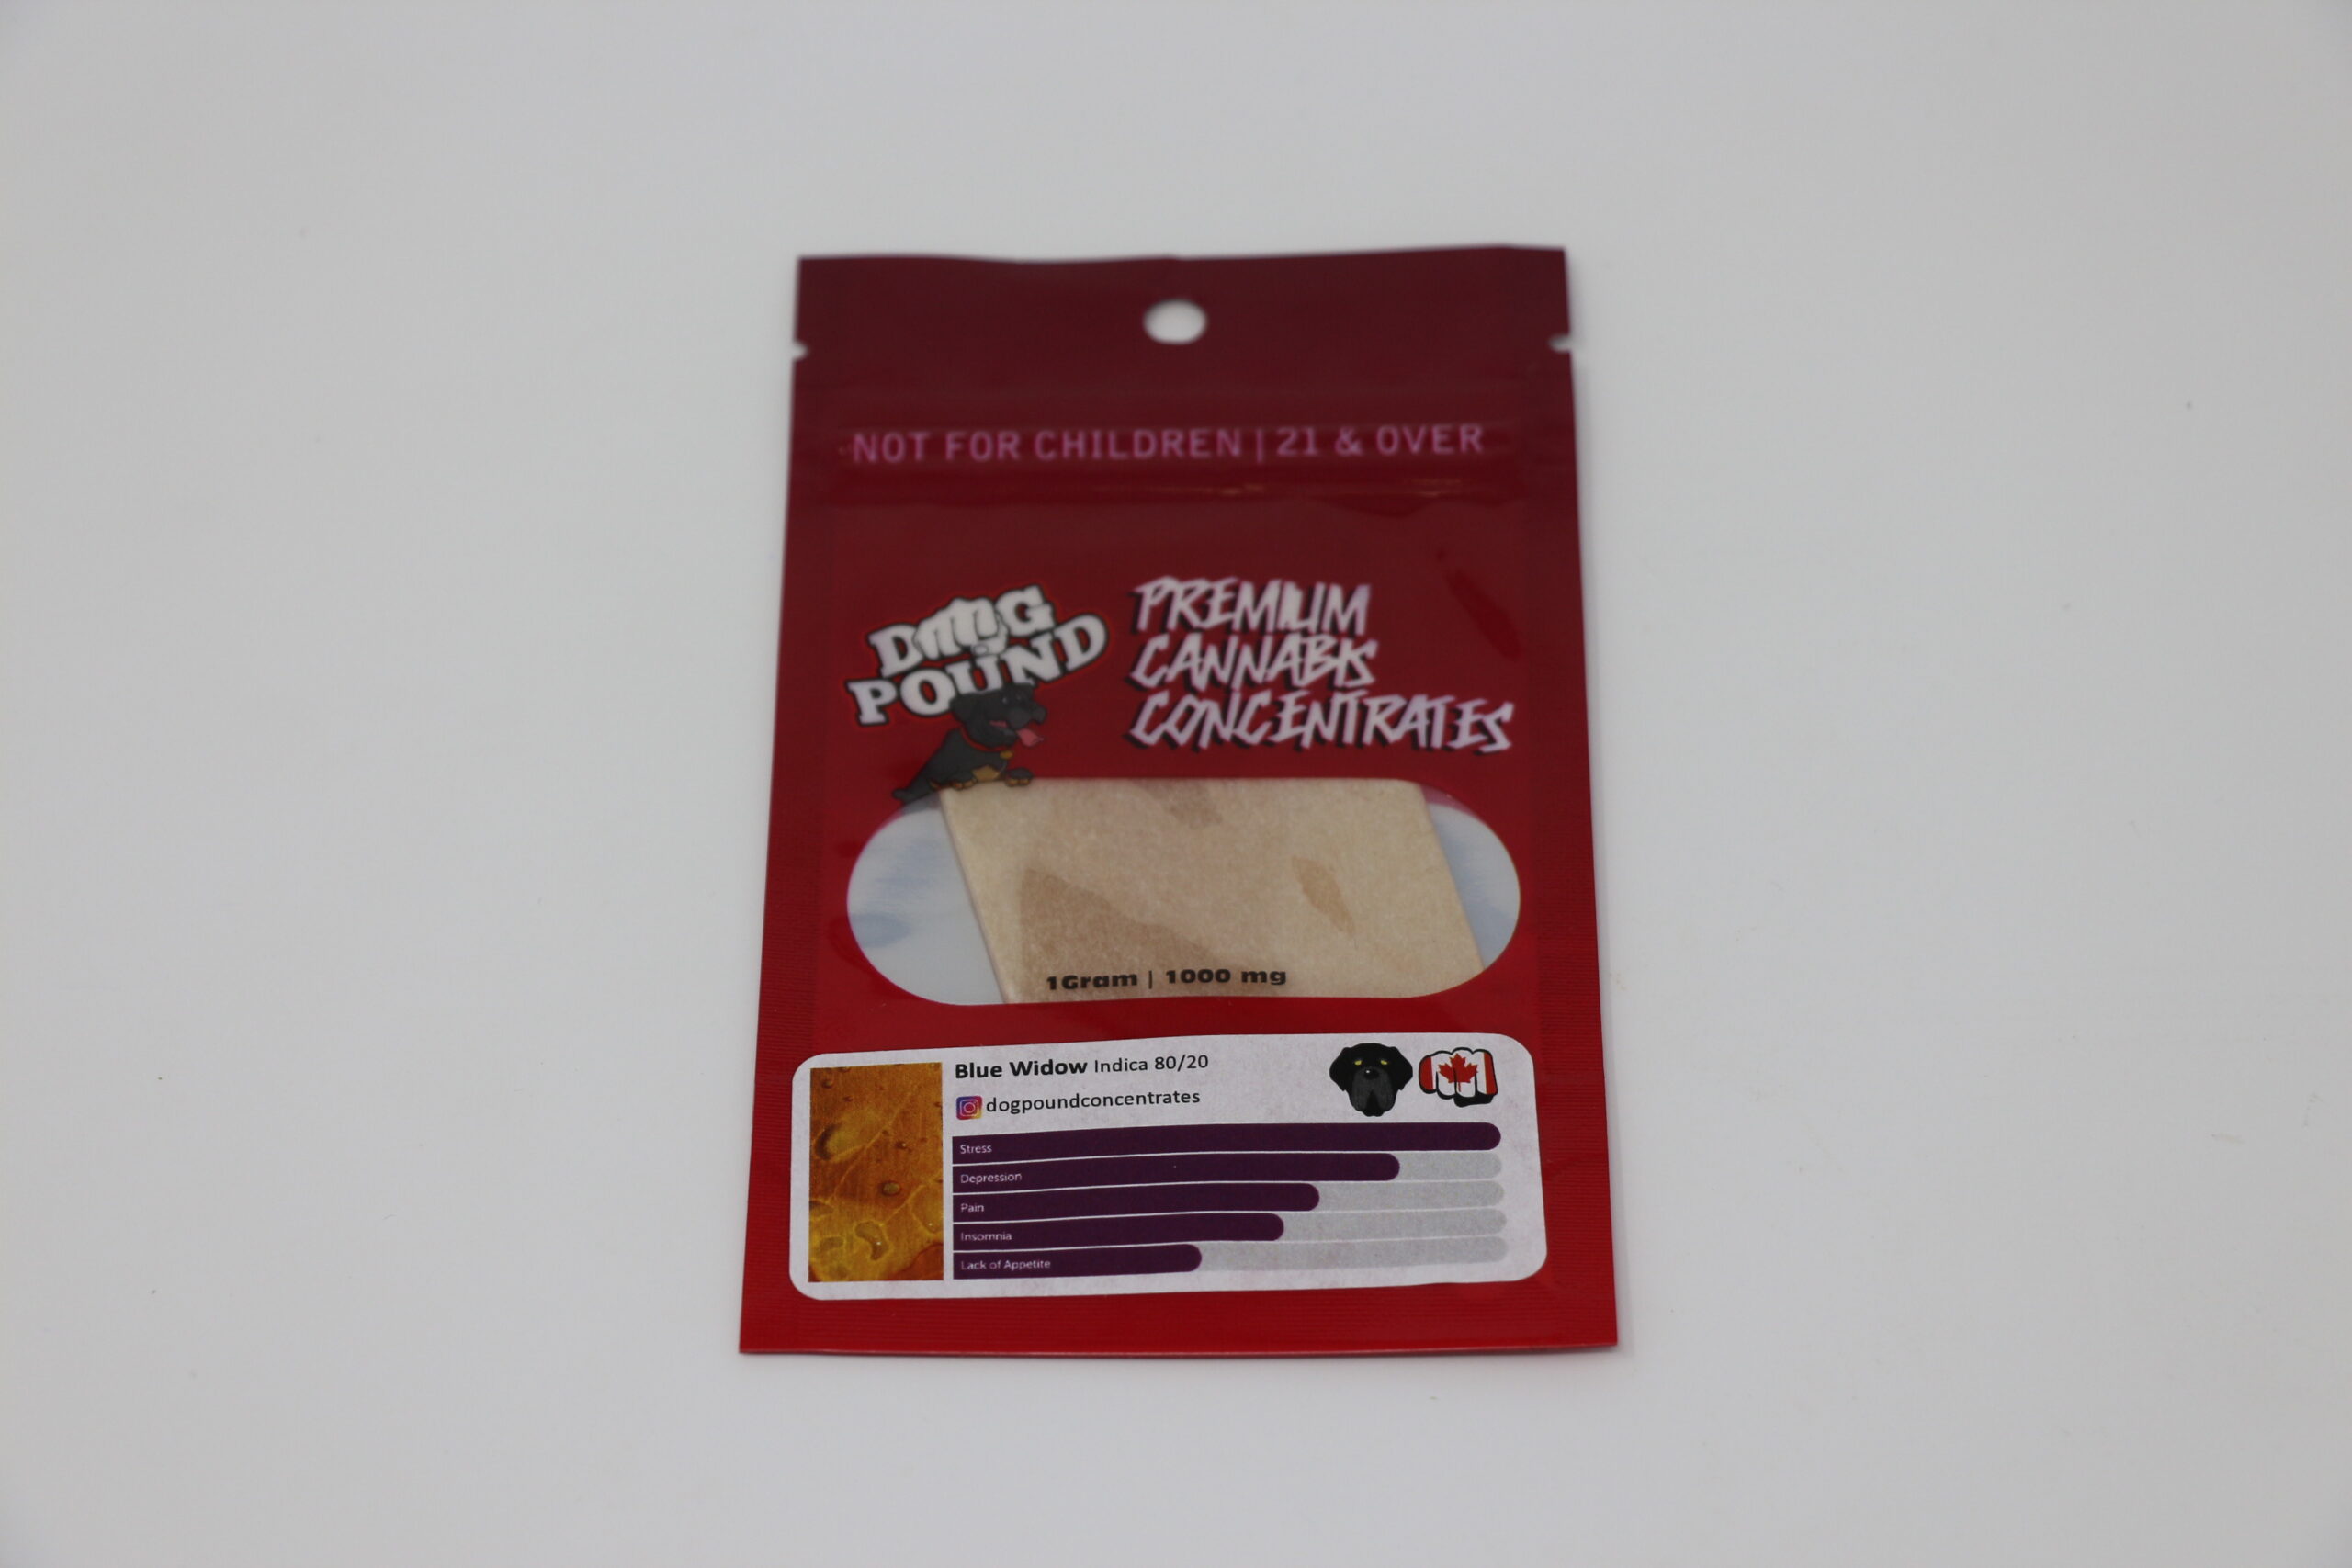 NOT FOR CHILDREN | 21 & OVER
DOG
POUND
PREMIUM
CANNABIS
CONCENTRATES
1Gram | 1000 mg
Blue Widow Indica 80/20
dogpoundconcentrates
Stress
Depression
Pain
Insomnia
Lack of Appetite